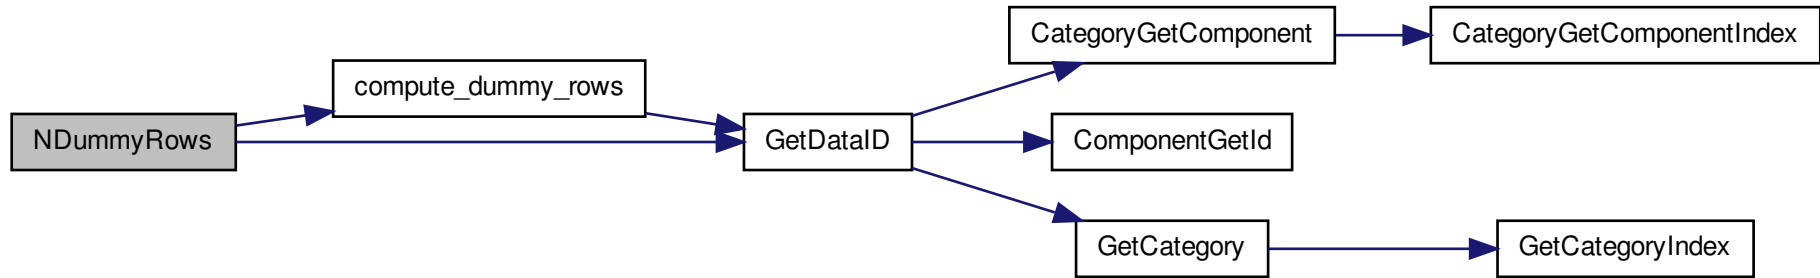 NDummyRows
compute_dummy_rows
GetDataID
CategoryGetComponent
CategoryGetComponentIndex
ComponentGetId
GetCategory
GetCategoryIndex